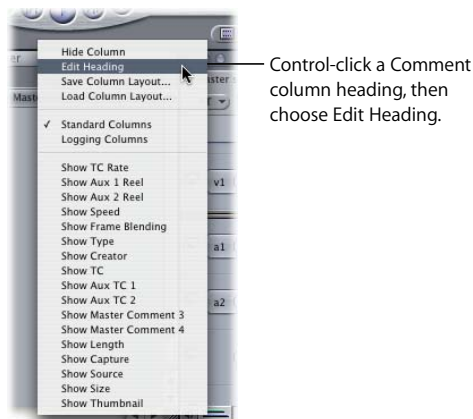 Hide Column
Edit Heading
Save Column Layout...
Load Column Layout...
✓ Standard Columns
Logging Columns
Show TC Rate
Show Aux 1 Reel
Show Aux 2 Reel
Show Speed
Show Frame Blending
Show Type
Show Creator
Show TC
Show Aux TC 1
Show Aux TC 2
Show Master Comment 3
Show Master Comment 4
Show Length
Show Capture
Show Source
Show Size
Show Thumbnail
v1
a1
a2
Control-click a Comment
column heading, then
choose Edit Heading.